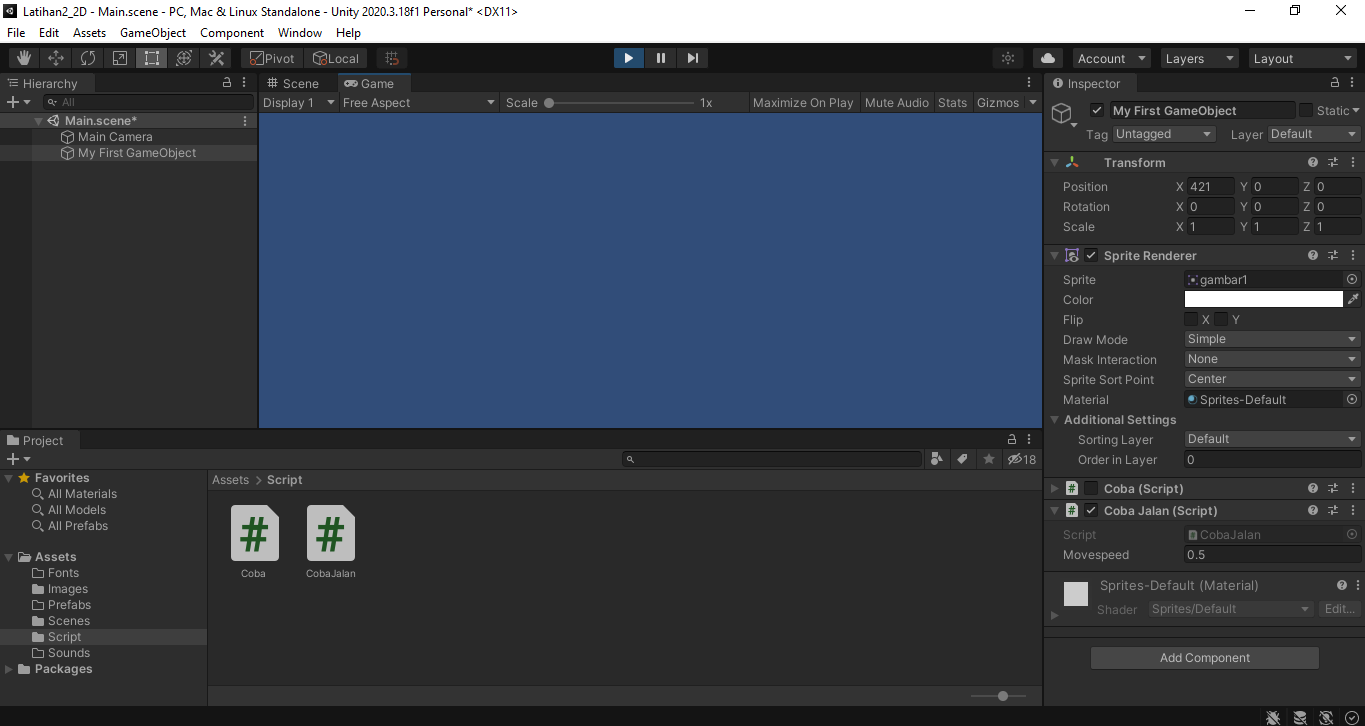 Latihan2_2D - Main.scene - PC, Mac & Linux Standalone - Unity 2020.3.18f1 Personal* <DX11>
File Edit Assets GameObject Component Window Help
Pivot Local Account Layers Layout
Hierarchy
All
Main.scene*
Main Camera
My First GameObject
Scene Game
Display 1 Free Aspect Scale 1x Maximize On Play Mute Audio Stats Gizmos
Inspector
My First GameObject Static
Tag Untagged Layer Default
Transform
Position X 421 Y 0 Z 0
Rotation X 0 Y 0 Z 0
Scale X 1 Y 1 Z 1
Sprite Renderer
Sprite gambar1
Color
Flip X Y
Draw Mode Simple
Mask Interaction None
Sprite Sort Point Center
Material Sprites-Default
Additional Settings
Sorting Layer Default
Order in Layer 0
# Coba (Script)
# Coba Jalan (Script)
Script # CobaJalan
Movespeed 0.5
Sprites-Default (Material)
Shader Sprites/Default Edit...
Add Component
Project
18
Favorites
All Materials
All Models
All Prefabs
Assets
Fonts
Images
Prefabs
Scenes
Script
Sounds
Packages
Assets > Script
# #
Coba CobaJalan